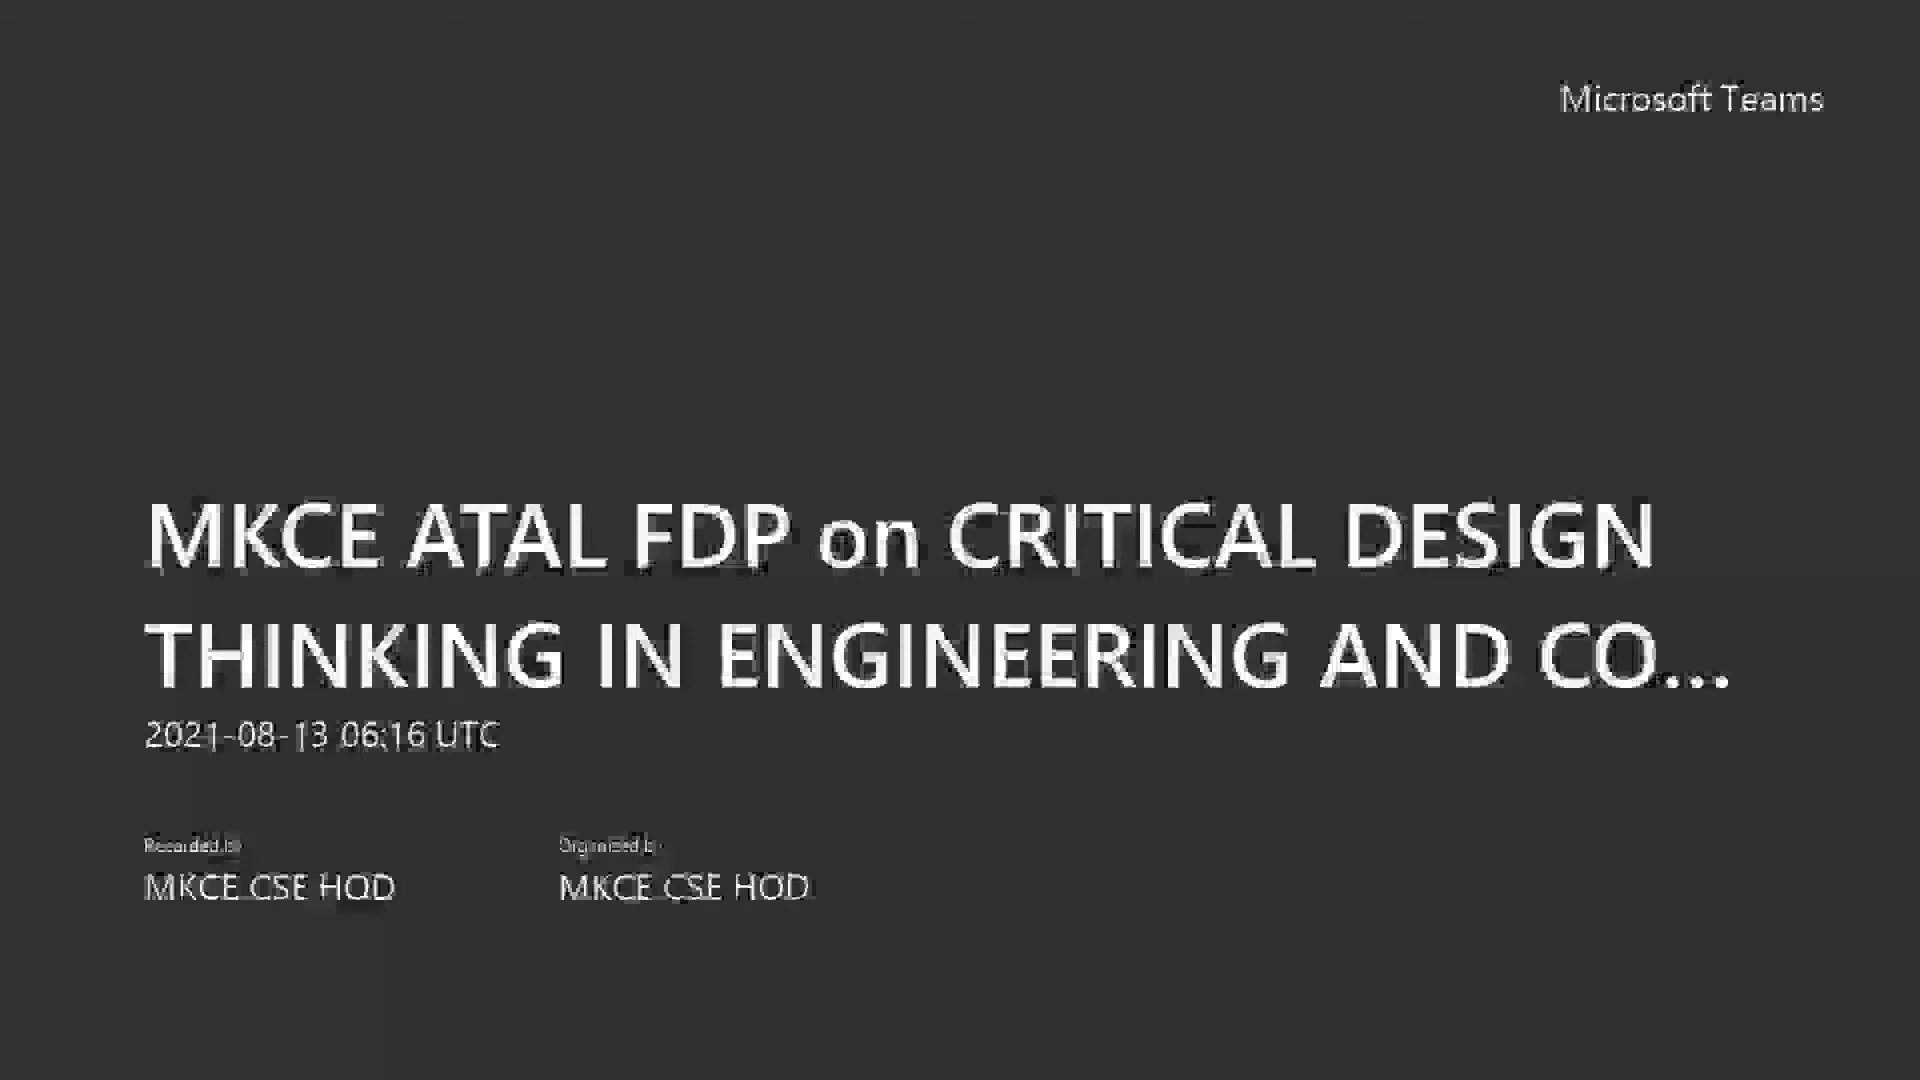 Microsoft Teams
MKCE ATAL FDP on CRITICAL DESIGN
THINKING IN ENGINEERING AND CO...
2021-08-13 06:16 UTC
Recorded by
Organized by
MKCE CSE HOD
MKCE CSE HOD